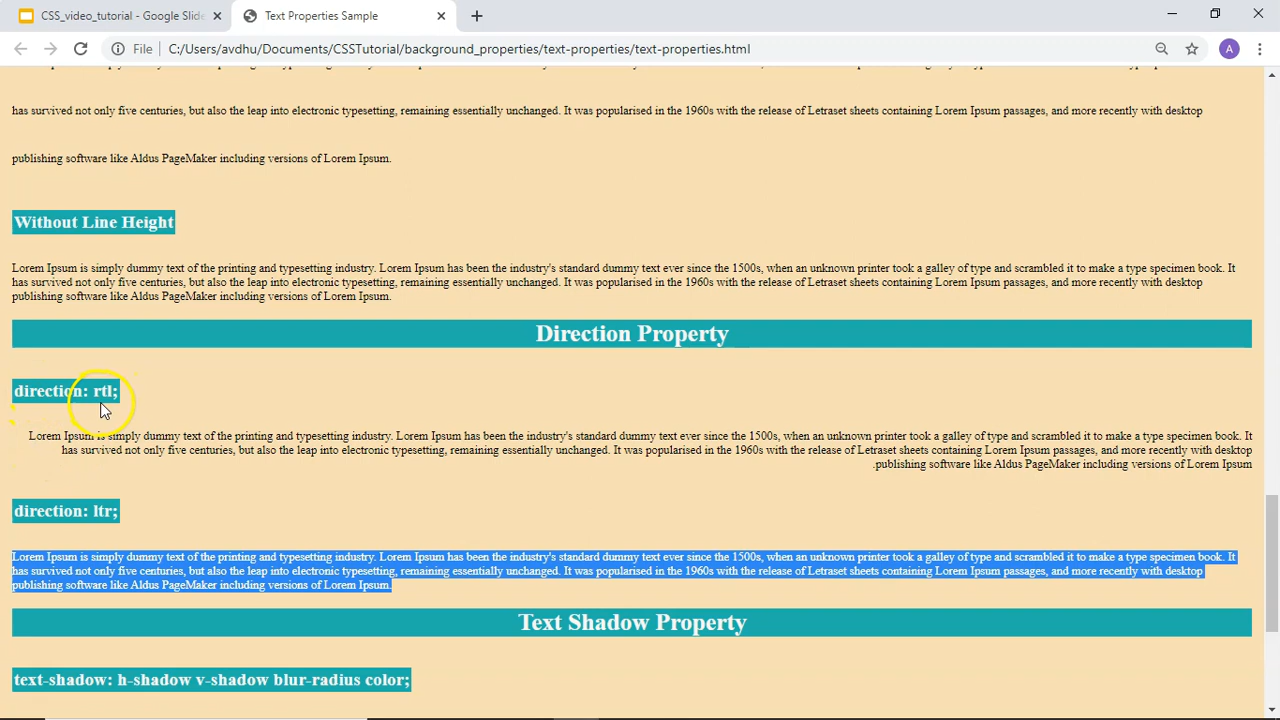 CSS_video_tutorial - Google Slide
Text Properties Sample
File
C:/Users/avdhu/Documents/CSSTutorial/background_properties/text-properties/text-properties.html
A
has survived not only five centuries, but also the leap into electronic typesetting, remaining essentially unchanged. It was popularised in the 1960s with the release of Letraset sheets containing Lorem Ipsum passages, and more recently with desktop
publishing software like Aldus PageMaker including versions of Lorem Ipsum.
Without Line Height
Lorem Ipsum is simply dummy text of the printing and typesetting industry. Lorem Ipsum has been the industry's standard dummy text ever since the 1500s, when an unknown printer took a galley of type and scrambled it to make a type specimen book. It
has survived not only five centuries, but also the leap into electronic typesetting, remaining essentially unchanged. It was popularised in the 1960s with the release of Letraset sheets containing Lorem Ipsum passages, and more recently with desktop
publishing software like Aldus PageMaker including versions of Lorem Ipsum.
Direction Property
direction: rtl;
Lorem Ipsum is simply dummy text of the printing and typesetting industry. Lorem Ipsum has been the industry's standard dummy text ever since the 1500s, when an unknown printer took a galley of type and scrambled it to make a type specimen book. It
has survived not only five centuries, but also the leap into electronic typesetting, remaining essentially unchanged. It was popularised in the 1960s with the release of Letraset sheets containing Lorem Ipsum passages, and more recently with desktop
.publishing software like Aldus PageMaker including versions of Lorem Ipsum
direction: ltr;
Lorem Ipsum is simply dummy text of the printing and typesetting industry. Lorem Ipsum has been the industry's standard dummy text ever since the 1500s, when an unknown printer took a galley of type and scrambled it to make a type specimen book. It
has survived not only five centuries, but also the leap into electronic typesetting, remaining essentially unchanged. It was popularised in the 1960s with the release of Letraset sheets containing Lorem Ipsum passages, and more recently with desktop
publishing software like Aldus PageMaker including versions of Lorem Ipsum.
Text Shadow Property
text-shadow: h-shadow v-shadow blur-radius color;